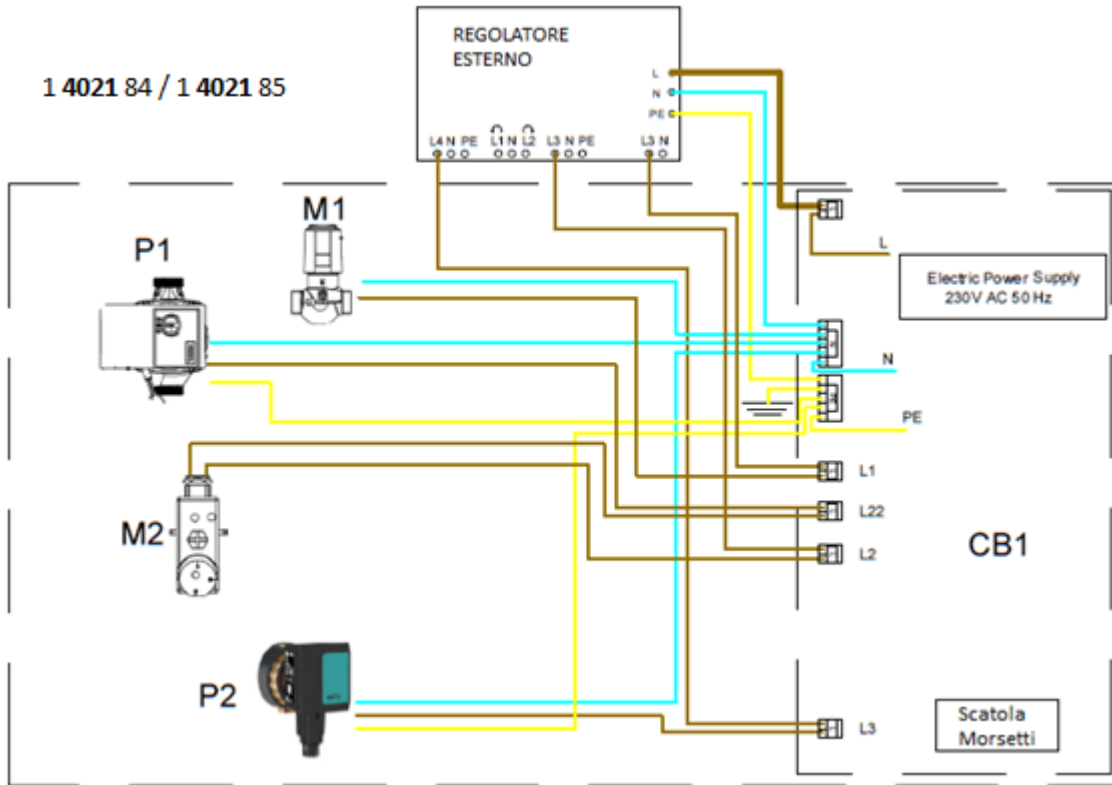 REGOLATORE
ESTERNO
1 4021 84 / 1 4021 85
L
N
PE
L4 N PE L1 N L2 L3 N PE L3 N
M1
P1
L
Electric Power Supply
230V AC 50 Hz
N
PE
L1
L22
M2
CB1
L2
P2
Scatola
Morsetti
L3